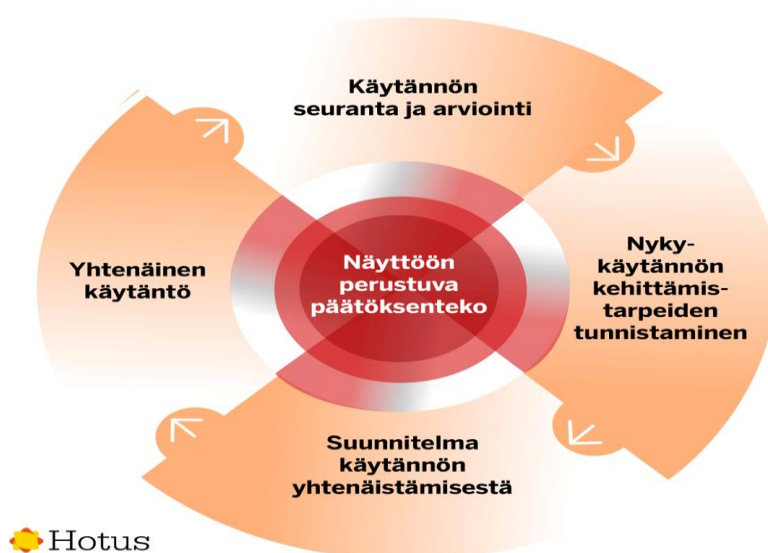 Käytännön
seuranta ja arviointi
Yhtenäinen
käytäntö
Näyttöön
perustuva
päätöksenteko
Nyky-
käytännön
kehittämis-
tarpeiden
tunnistaminen
Suunnitelma
käytännön
yhtenäistämisestä
Hotus